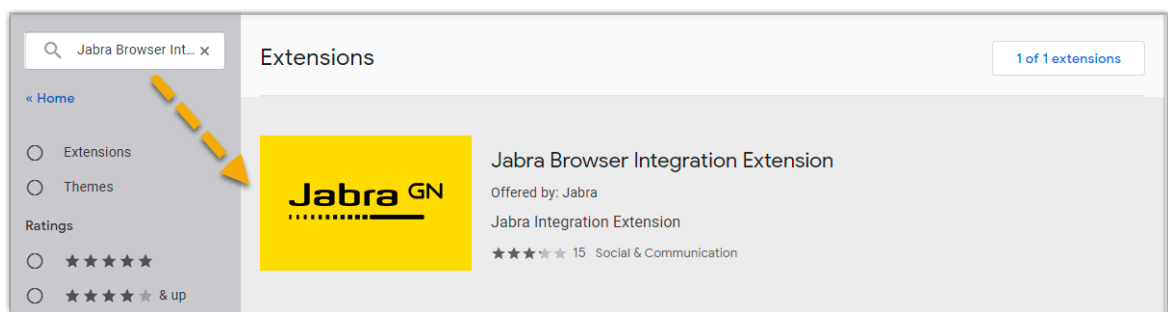 Jabra Browser Int...
« Home
Extensions
Themes
Ratings
& up
Extensions
1 of 1 extensions
Jabra GN
Jabra Browser Integration Extension
Offered by: Jabra
Jabra Integration Extension
15 Social & Communication